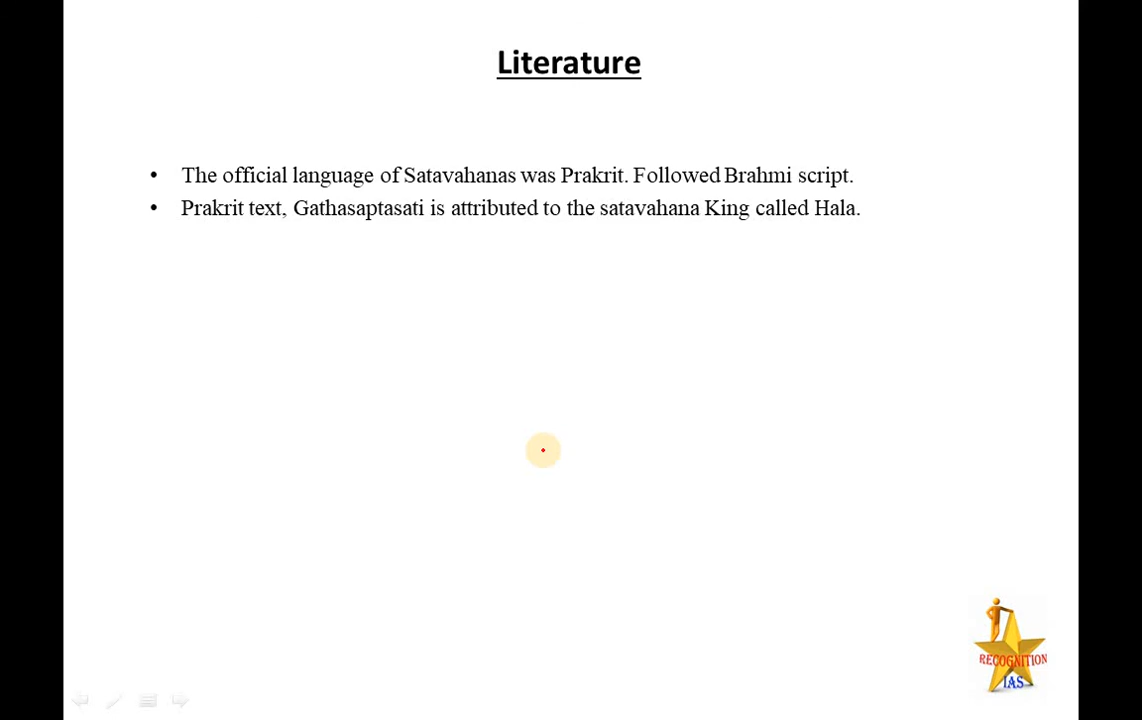 Literature
• The official language of Satavahanas was Prakrit. Followed Brahmi script.
• Prakrit text, Gathasaptasati is attributed to the satavahana King called Hala.
RECOGNITION
IAS